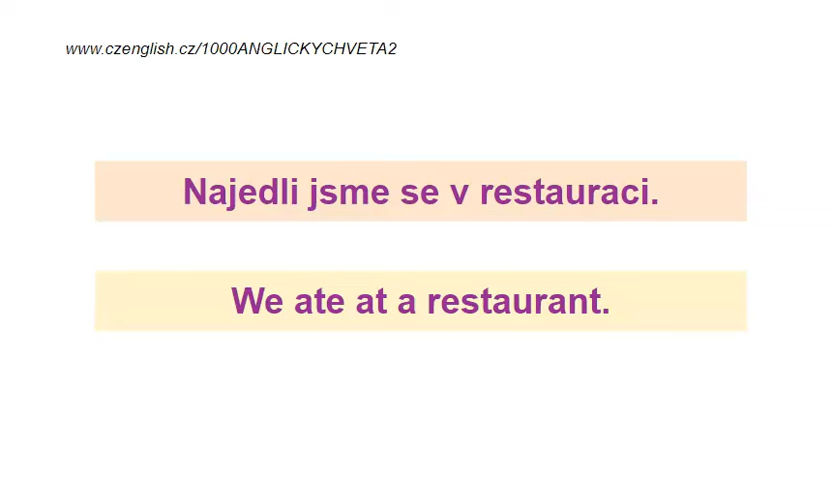 www.czenglish.cz/1000ANGLICKYCHVETA2
Najedli jsme se v restauraci.
We ate at a restaurant.